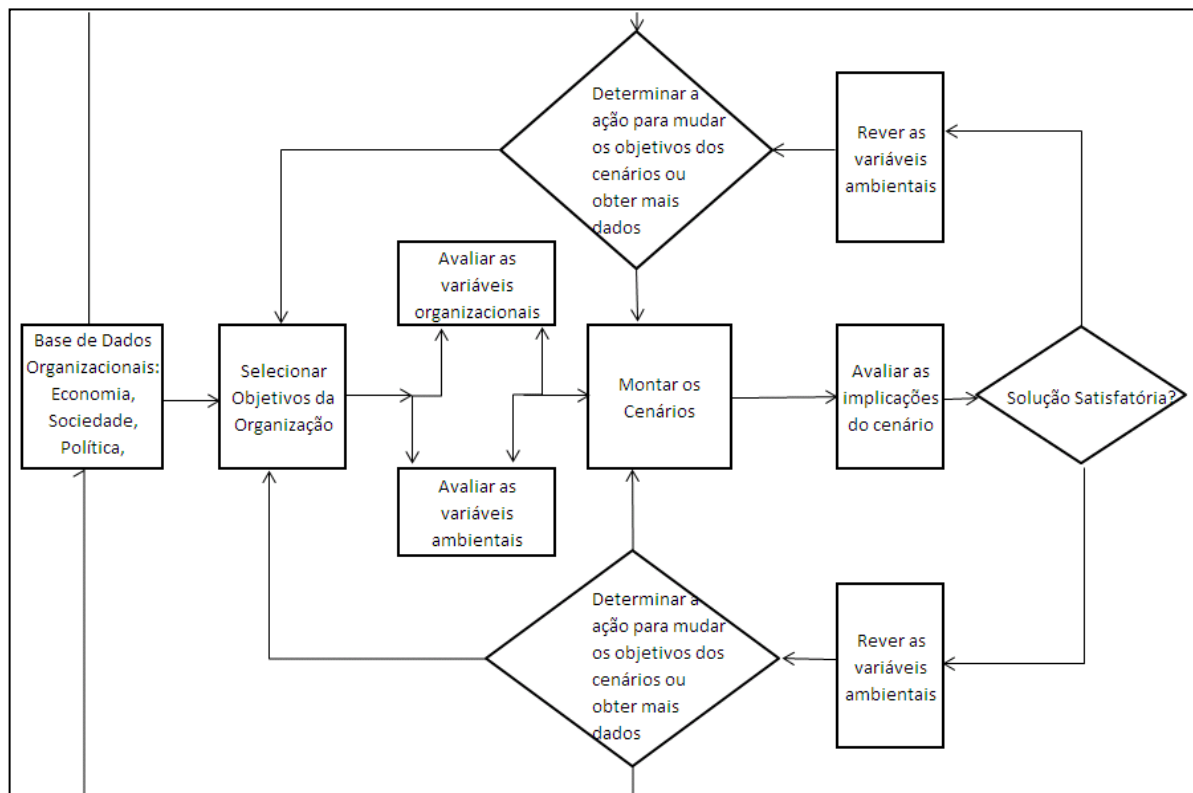 Determinar a
ação para mudar
os objetivos dos
cenários ou
obter mais
dados
Rever as
variáveis
ambientais
Avaliar as
variáveis
organizacionais
Base de Dados
Organizacionais:
Economia,
Sociedade,
Política,
Selecionar
Objetivos da
Organização
Montar os
Cenários
Avaliar as
implicações
do cenário
Solução Satisfatória?
Avaliar as
variáveis
ambientais
Determinar a
ação para mudar
os objetivos dos
cenários ou
obter mais
dados
Rever as
variáveis
ambientais